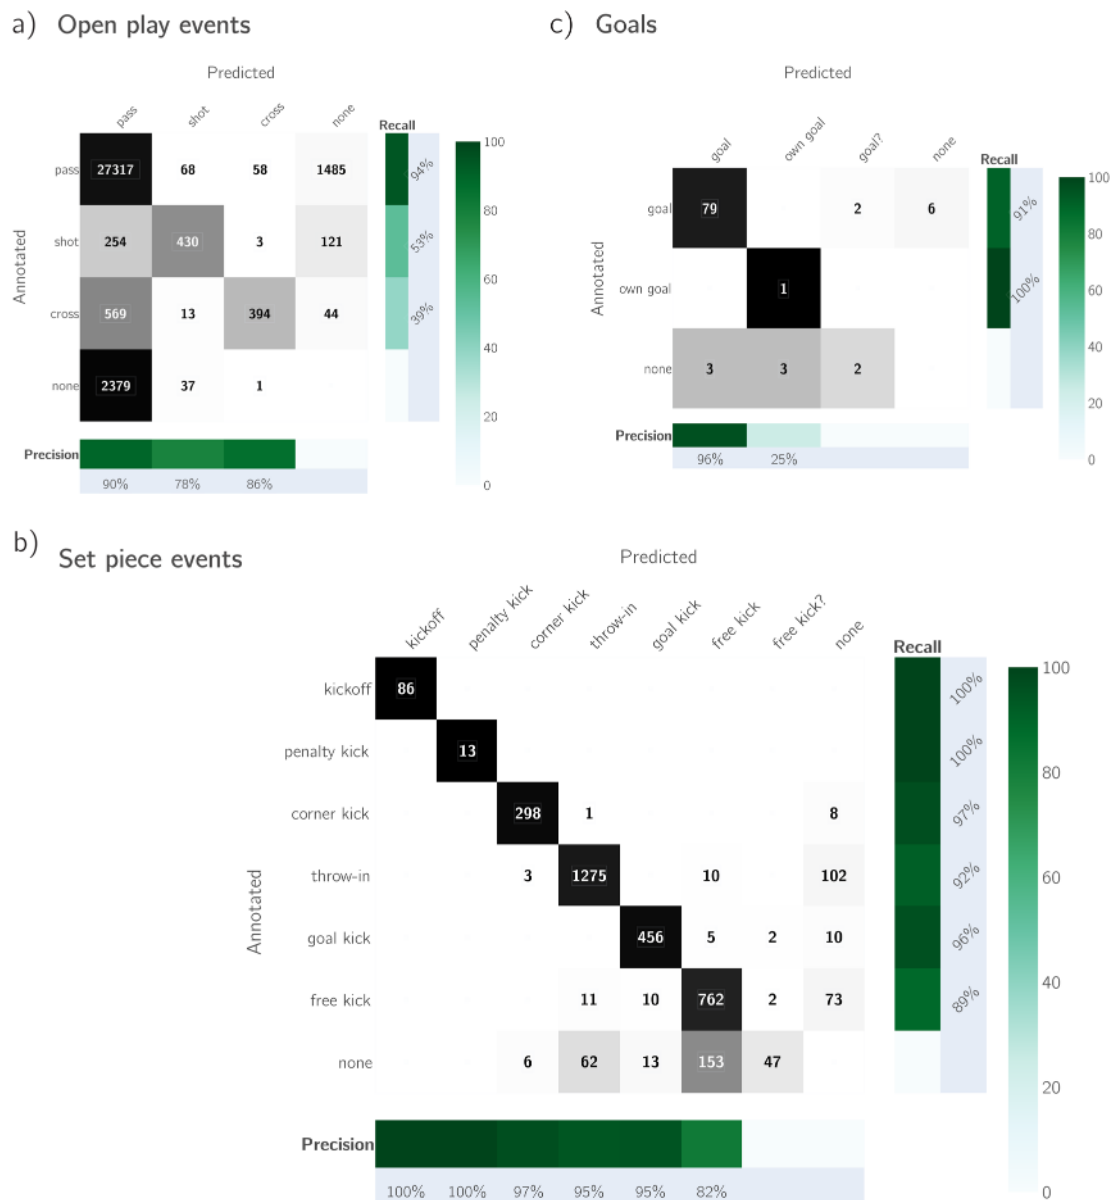 a) Open play events
Predicted
pass shot cross none
Recall
Annotated
pass 27317 68 58 1485 94%
shot 254 430 3 121 53%
cross 569 13 394 44 39%
none 2379 37 1
Precision
90% 78% 86%
100
80
60
40
20
0
c) Goals
Predicted
goal own goal goal? none
Recall
Annotated
goal 79 2 6 91%
own goal 1 100%
none 3 3 2
Precision
96% 25%
100
80
60
40
20
0
b) Set piece events
Predicted
kickoff penalty kick corner kick throw-in goal kick free kick free kick? none
Recall
Annotated
kickoff 86 100%
penalty kick 13 100%
corner kick 298 1 8 97%
throw-in 3 1275 10 102 92%
goal kick 456 5 2 10 96%
free kick 11 10 762 2 73 89%
none 6 62 13 153 47
Precision
100% 100% 97% 95% 95% 82%
100
80
60
40
20
0